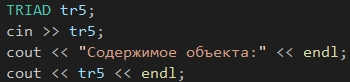 TRIAD tr5;
cin >> tr5;
cout << "Содержимое объекта:" << endl;
cout << tr5 << endl;